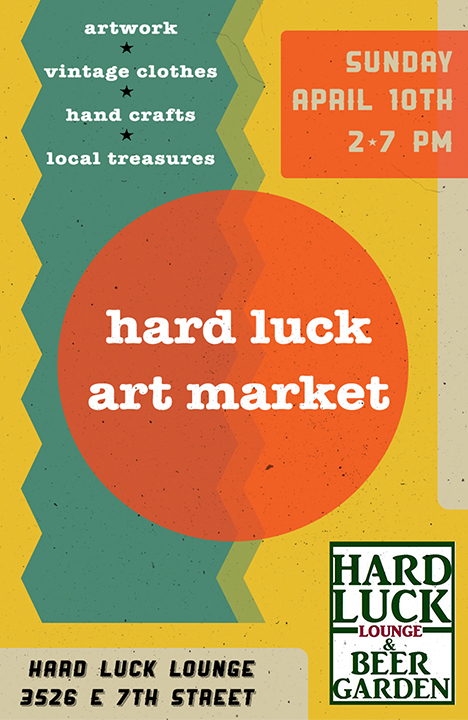 artwork
vintage clothes
hand crafts
local treasures
SUNDAY
APRIL 10TH
2★7 PM
hard luck
art market
HARD
LUCK
LOUNGE
&
BEER
GARDEN
HARD LUCK LOUNGE
3526 E 7TH STREET